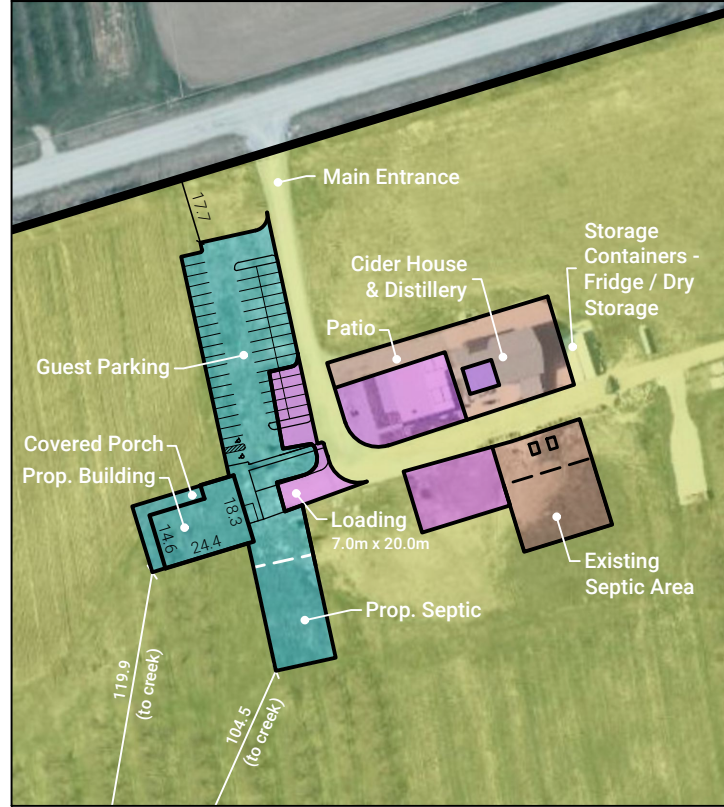 Main Entrance
17.7
Storage
Containers -
Fridge / Dry
Storage
Cider House
& Distillery
Patio
Guest Parking
Covered Porch
Prop. Building
18.3
14.6
24.4
Loading
7.0m x 20.0m
Existing
Septic Area
Prop. Septic
119.9
(to creek)
104.5
(to creek)